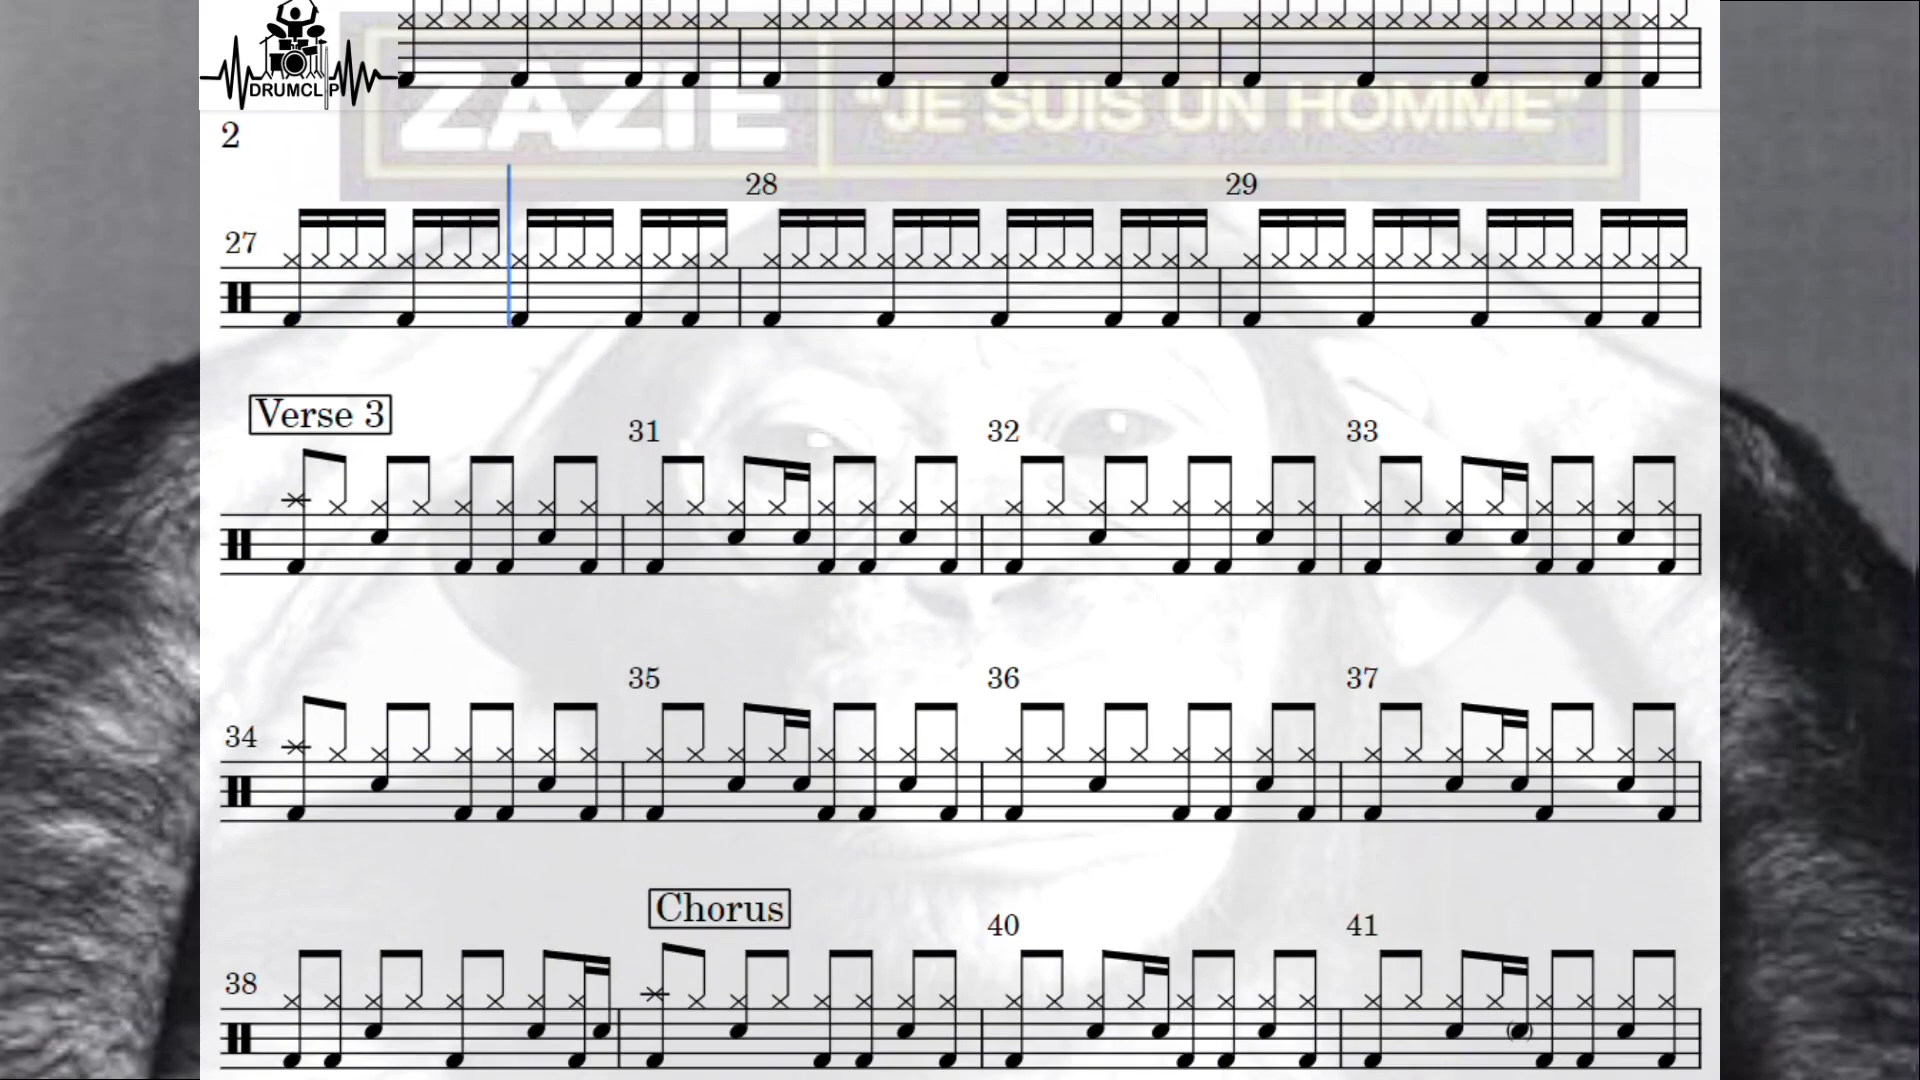 DRUMCLIP
ZAZIE "JE SUIS UN HOMME"
2
28 29
27
Verse 3
31 32 33
35 36 37
34
Chorus
40 41
38